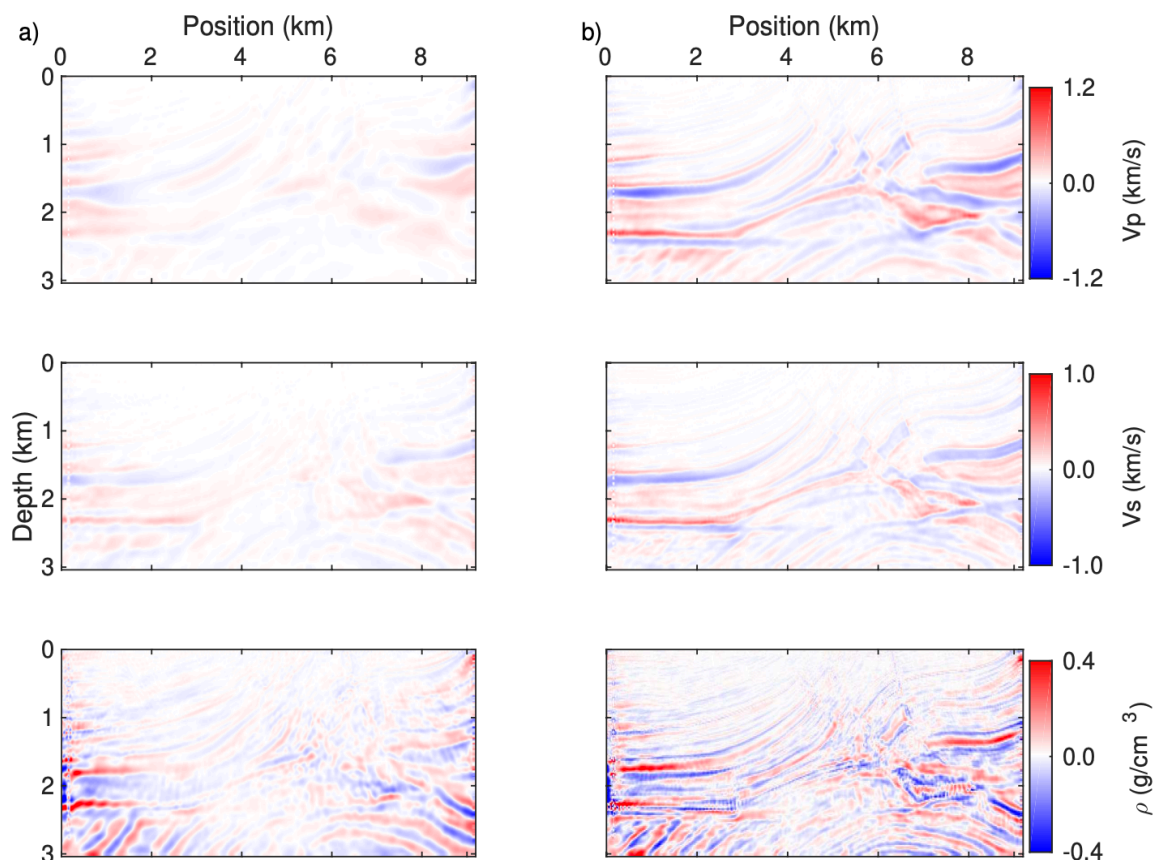 a) Position (km)
0 2 4 6 8
b) Position (km)
0 2 4 6 8
0
1
2
3
1.2
0.0
-1.2
Vp (km/s)
Depth (km)
0
1
2
3
1.0
0.0
-1.0
Vs (km/s)
0
1
2
3
0.4
0.0
-0.4
ρ (g/cm 3)